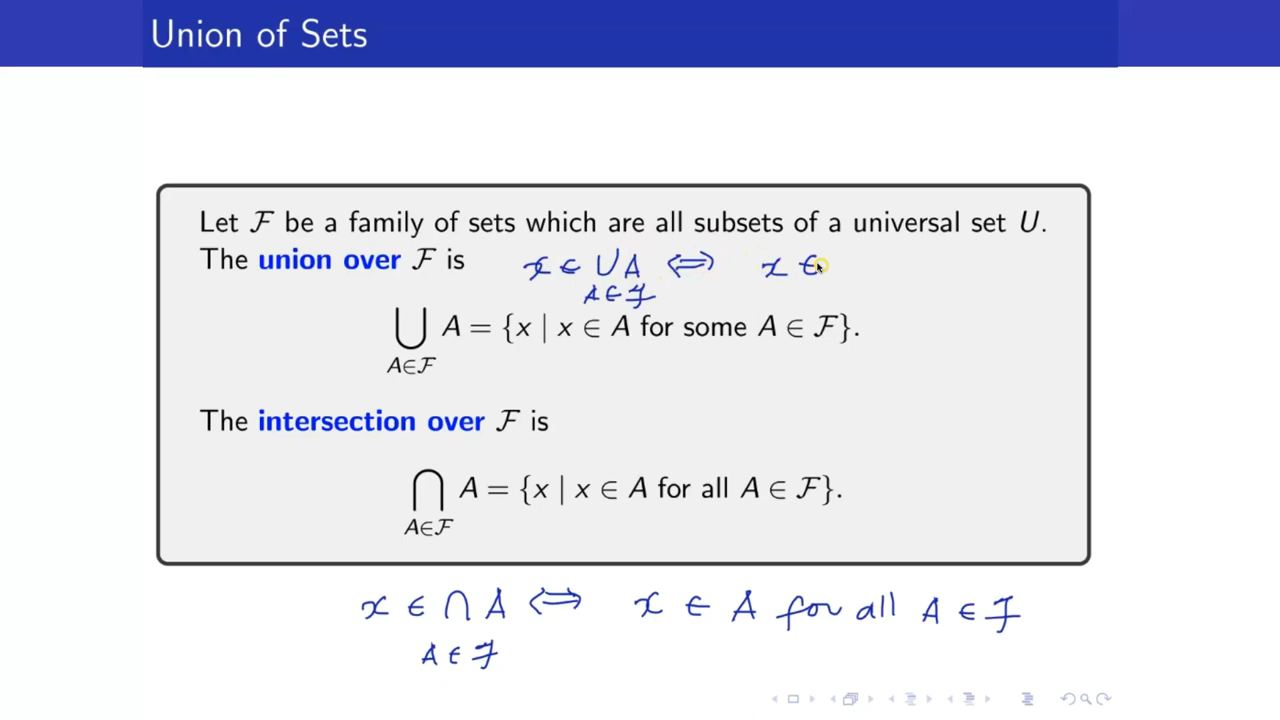 Union of Sets
Let ℱ be a family of sets which are all subsets of a universal set U.
The union over ℱ is x ∈ ∪ A ⟺ x ∈
A ∈ ℱ
⋃ A = {x | x ∈ A for some A ∈ ℱ}.
A∈ℱ
The intersection over ℱ is
⋂ A = {x | x ∈ A for all A ∈ ℱ}.
A∈ℱ
x ∈ ∩ A ⟺ x ∈ A for all A ∈ ℱ
A ∈ ℱ